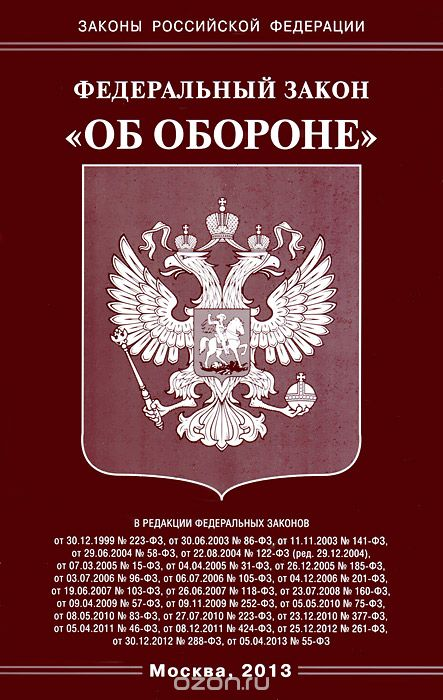 ЗАКОНЫ РОССИЙСКОЙ ФЕДЕРАЦИИ
ФЕДЕРАЛЬНЫЙ ЗАКОН
«ОБ ОБОРОНЕ»
В РЕДАКЦИИ ФЕДЕРАЛЬНЫХ ЗАКОНОВ
от 30.12.1999 № 223-ФЗ, от 30.06.2003 № 86-ФЗ, от 11.11.2003 № 141-ФЗ,
от 29.06.2004 № 58-ФЗ, от 22.08.2004 № 122-ФЗ (ред. 29.12.2004),
от 07.03.2005 № 15-ФЗ, от 04.04.2005 № 31-ФЗ, от 26.12.2005 № 185-ФЗ,
от 03.07.2006 № 96-ФЗ, от 06.07.2006 № 105-ФЗ, от 04.12.2006 № 201-ФЗ,
от 19.06.2007 № 103-ФЗ, от 26.06.2007 № 118-ФЗ, от 23.07.2008 № 160-ФЗ,
от 09.04.2009 № 57-ФЗ, от 09.11.2009 № 252-ФЗ, от 05.05.2010 № 75-ФЗ,
от 08.05.2010 № 83-ФЗ, от 27.07.2010 № 223-ФЗ, от 23.12.2010 № 377-ФЗ,
от 05.04.2011 № 46-ФЗ, от 08.12.2011 № 424-ФЗ, от 25.12.2012 № 261-ФЗ,
от 30.12.2012 № 288-ФЗ, от 05.04.2013 № 55-ФЗ
Москва, 2013
ozon.ru